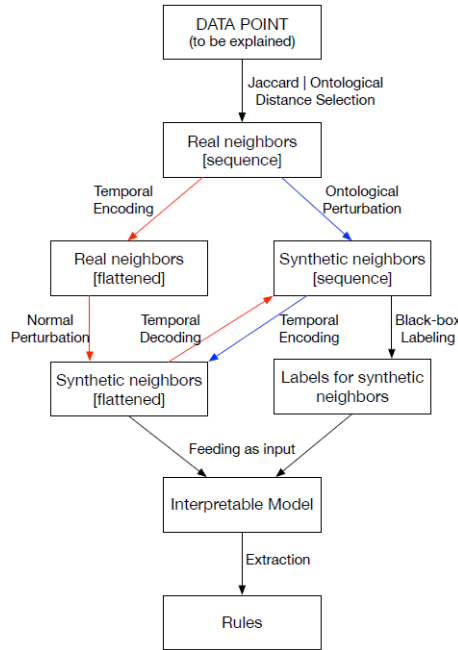 DATA POINT
(to be explained)
Jaccard | Ontological
Distance Selection
Real neighbors
[sequence]
Temporal
Encoding
Ontological
Perturbation
Real neighbors
[flattened]
Synthetic neighbors
[sequence]
Normal
Perturbation
Temporal
Decoding
Temporal
Encoding
Black-box
Labeling
Synthetic neighbors
[flattened]
Labels for synthetic
neighbors
Feeding as input
Interpretable Model
Extraction
Rules